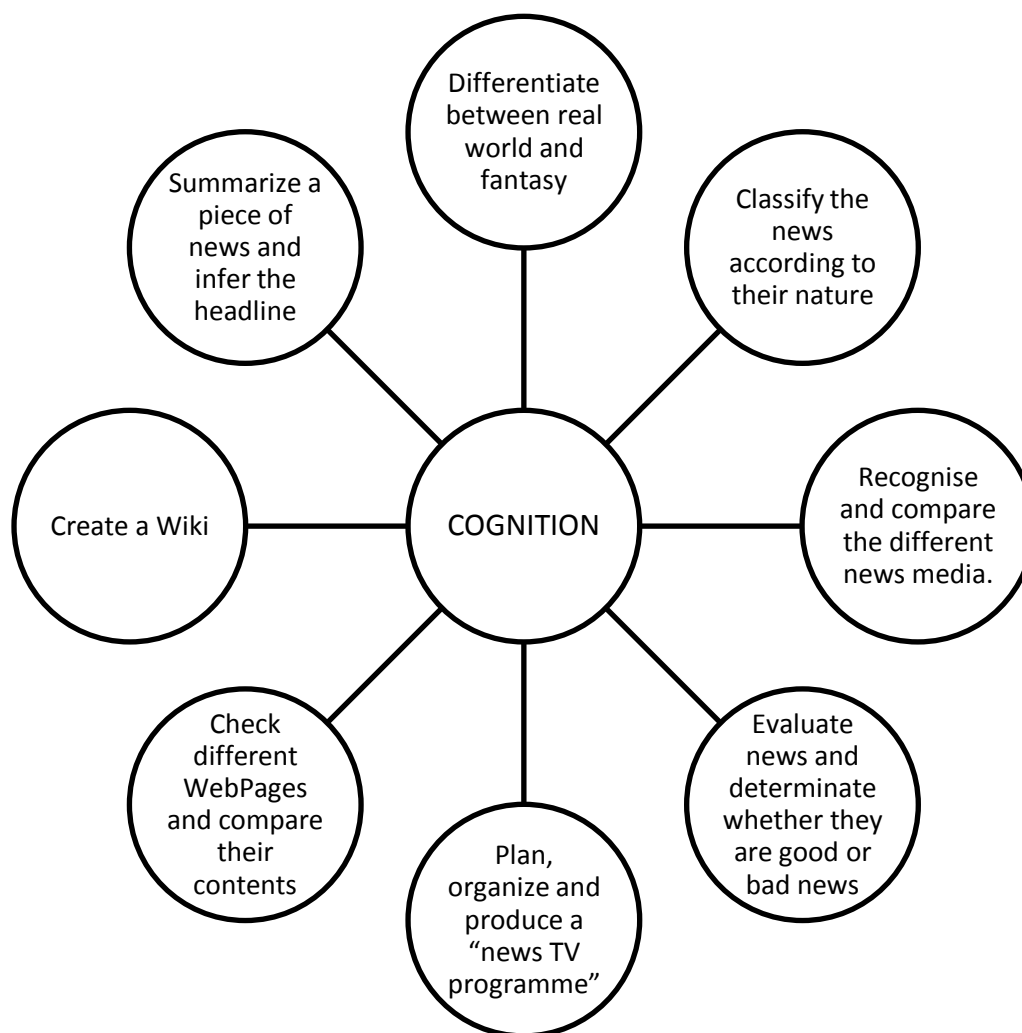 Differentiate
between real
world and
fantasy
Classify the
news
according to
their nature
Recognise
and compare
the different
news media.
Evaluate
news and
determinate
whether they
are good or
bad news
Plan,
organize and
produce a
“news TV
programme”
Check
different
WebPages
and compare
their
contents
Create a Wiki
Summarize a
piece of
news and
infer the
headline
COGNITION